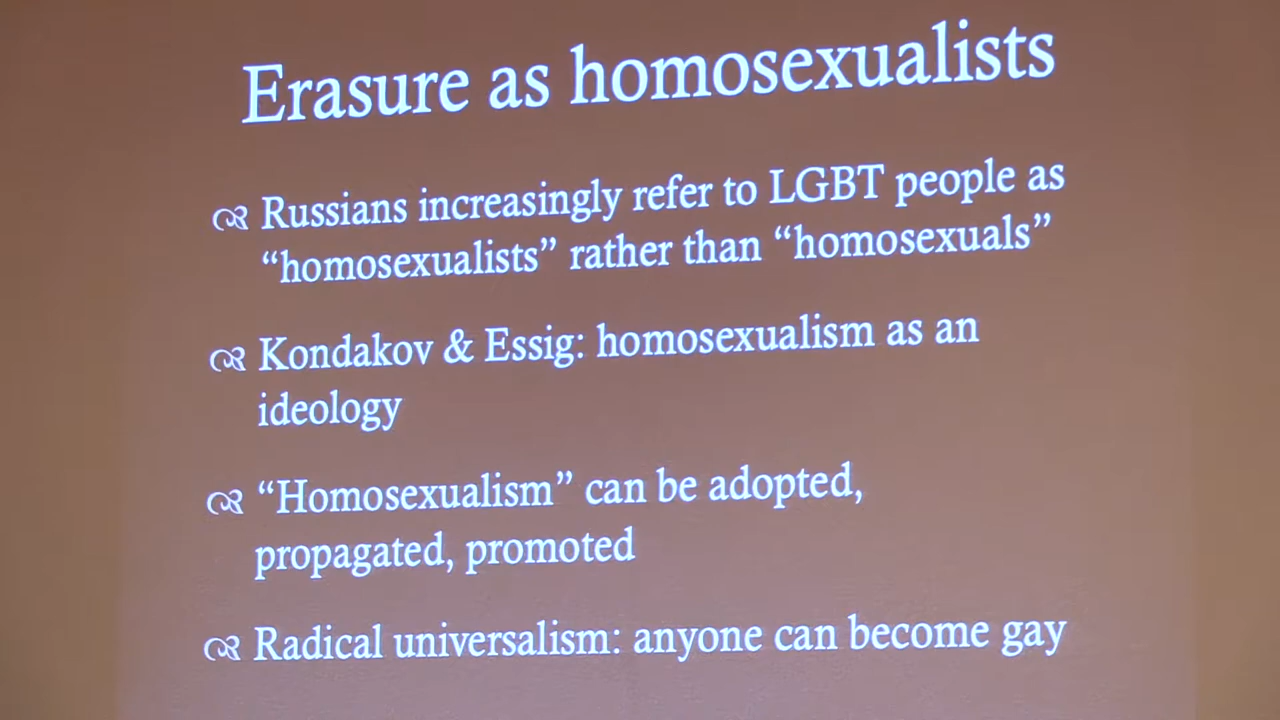 Erasure as homosexualists
Russians increasingly refer to LGBT people as
“homosexualists” rather than “homosexuals”
Kondakov & Essig: homosexualism as an
ideology
“Homosexualism” can be adopted,
propagated, promoted
Radical universalism: anyone can become gay